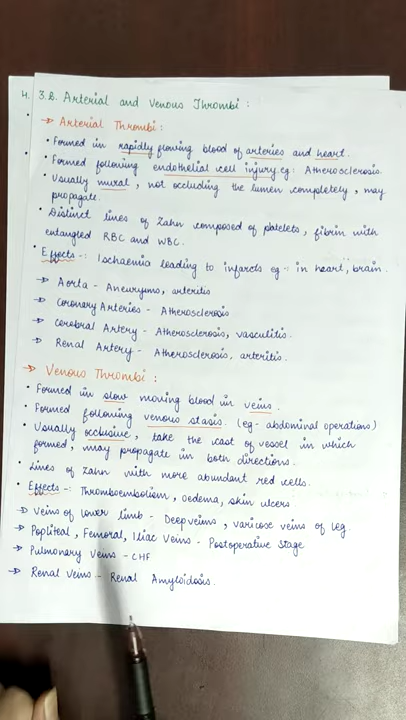 4. 3.2. Arterial and Venous Thrombi :
→ Arterial Thrombi :
• Formed in rapidly flowing blood of arteries and heart.
• Formed following endothelial cell injury. eg: Atherosclerosis.
• Usually mural, not occluding the lumen completely, may
propagate.
• Distinct lines of Zahn composed of platelets, fibrin with
entangled RBC and WBC.
• Effects -: Ischaemia leading to infarcts eg-: in heart, brain.
→ Aorta - Aneurysms, arteritis
→ Coronary Arteries - Atherosclerosis
→ Cerebral Artery - Atherosclerosis, vasculitis.
→ Renal Artery - Atherosclerosis, arteritis.
→ Venous Thrombi :
• Formed in slow moving blood in veins.
• Formed following venous stasis. (eg- abdominal operations)
• Usually occlusive, take the cast of vessel in which
formed, may propagate in both directions.
• Lines of Zahn with more abundant red cells.
• Effects -: Thromboembolism, oedema, skin ulcers.
→ Veins of lower limb - Deep veins, varicose veins of leg
→ Popliteal, Femoral, Iliac Veins - Postoperative Stage
→ Pulmonary Veins - CHF
→ Renal Veins - Renal Amyloidosis.